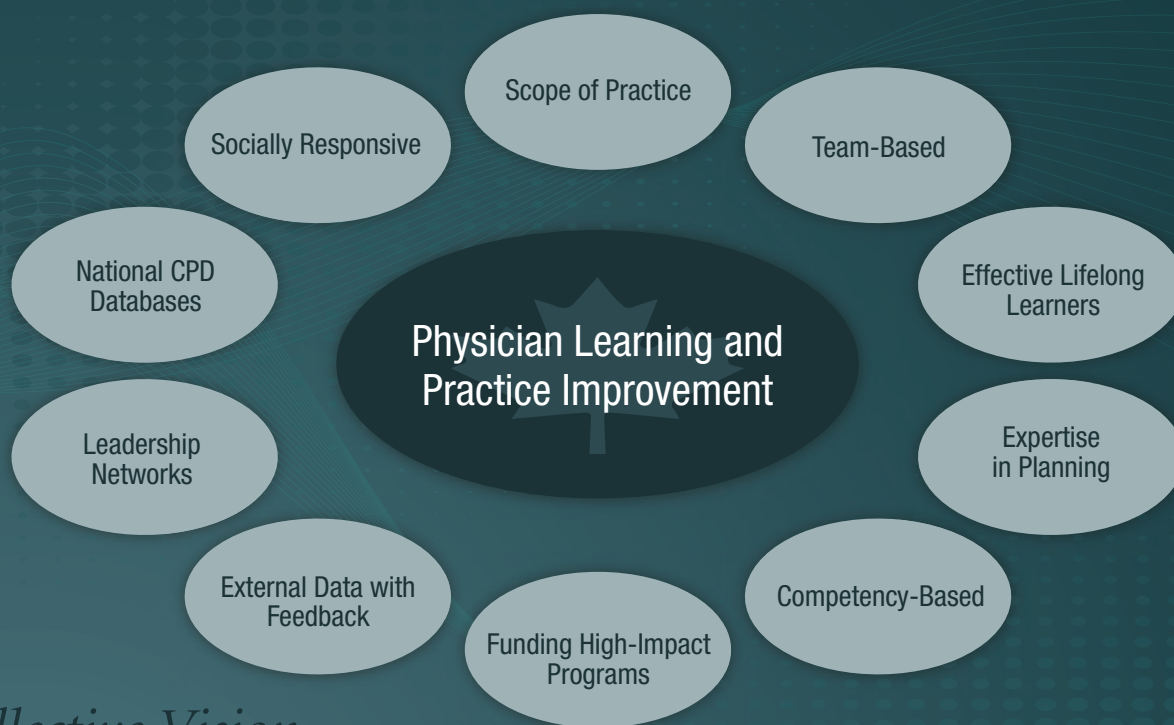 Scope of Practice
Socially Responsive
Team-Based
National CPD
Databases
Effective Lifelong
Learners
Physician Learning and
Practice Improvement
Leadership
Networks
Expertise
in Planning
External Data with
Feedback
Competency-Based
Funding High-Impact
Programs
Vision